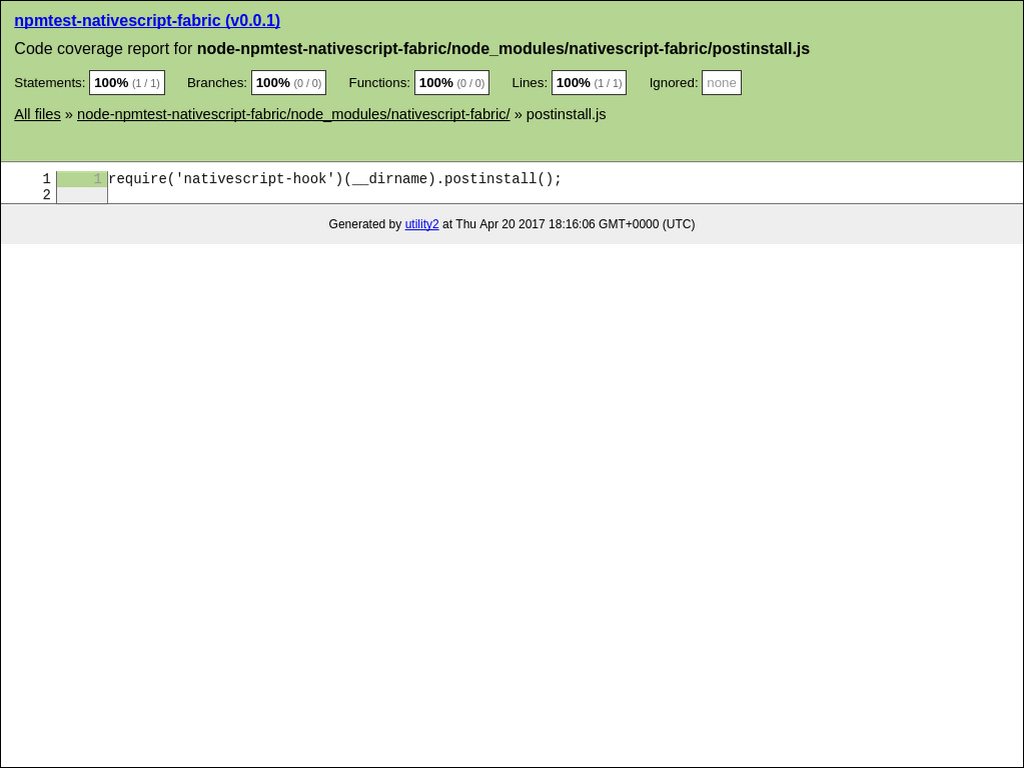 npmtest-nativescript-fabric (v0.0.1)
Code coverage report for node-npmtest-nativescript-fabric/node_modules/nativescript-fabric/postinstall.js
Statements: 100% (1 / 1) Branches: 100% (0 / 0) Functions: 100% (0 / 0) Lines: 100% (1 / 1) Ignored: none
All files » node-npmtest-nativescript-fabric/node_modules/nativescript-fabric/ » postinstall.js
1 1 require('nativescript-hook')(__dirname).postinstall();
2
Generated by utility2 at Thu Apr 20 2017 18:16:06 GMT+0000 (UTC)